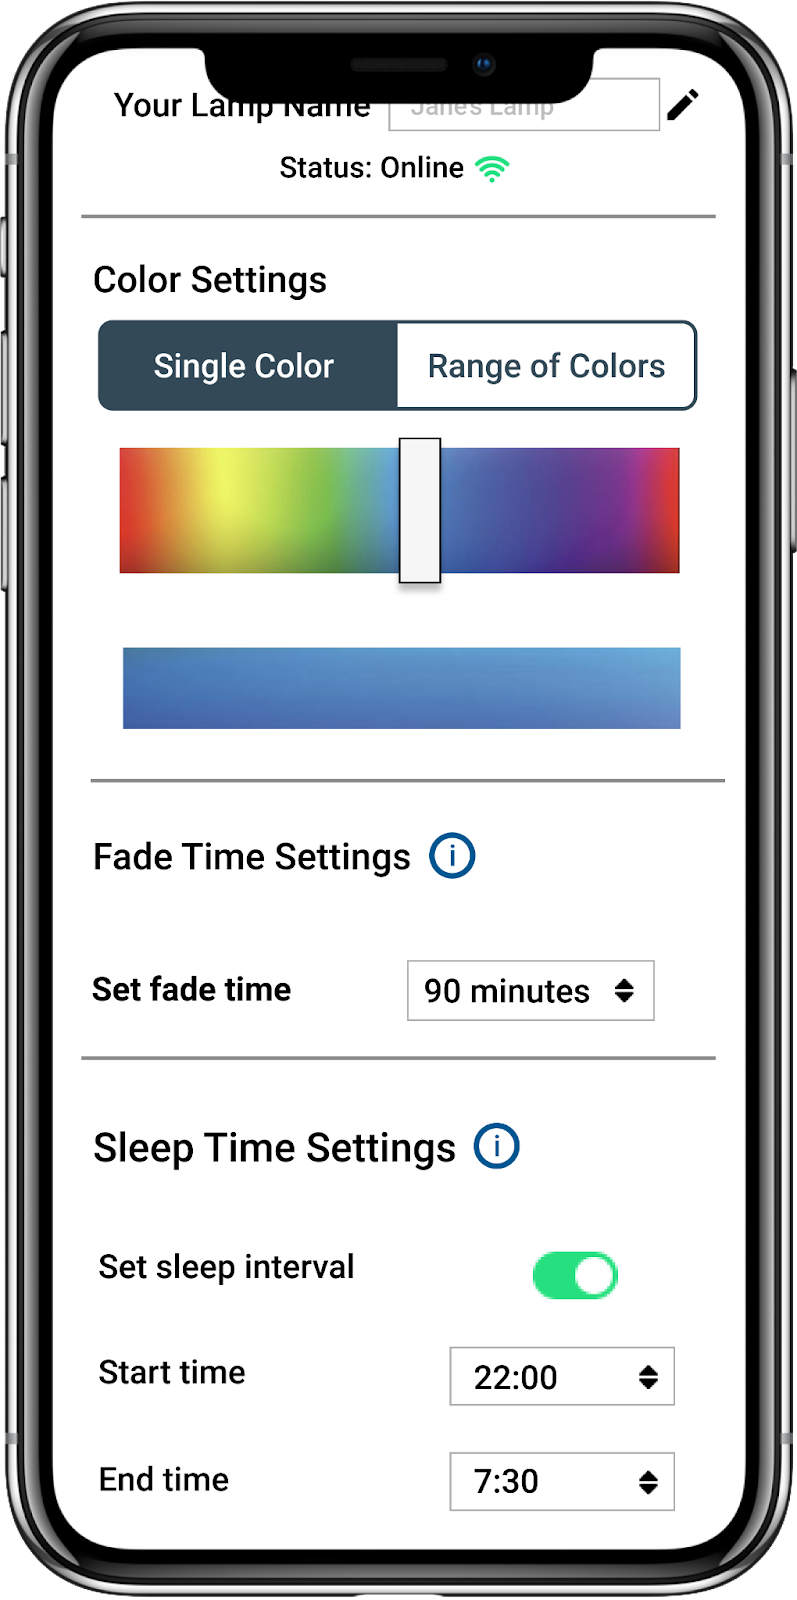 Your Lamp Name Jane's Lamp
Status: Online
Color Settings
Single Color Range of Colors
Fade Time Settings i
Set fade time 90 minutes
Sleep Time Settings i
Set sleep interval
Start time 22:00
End time 7:30